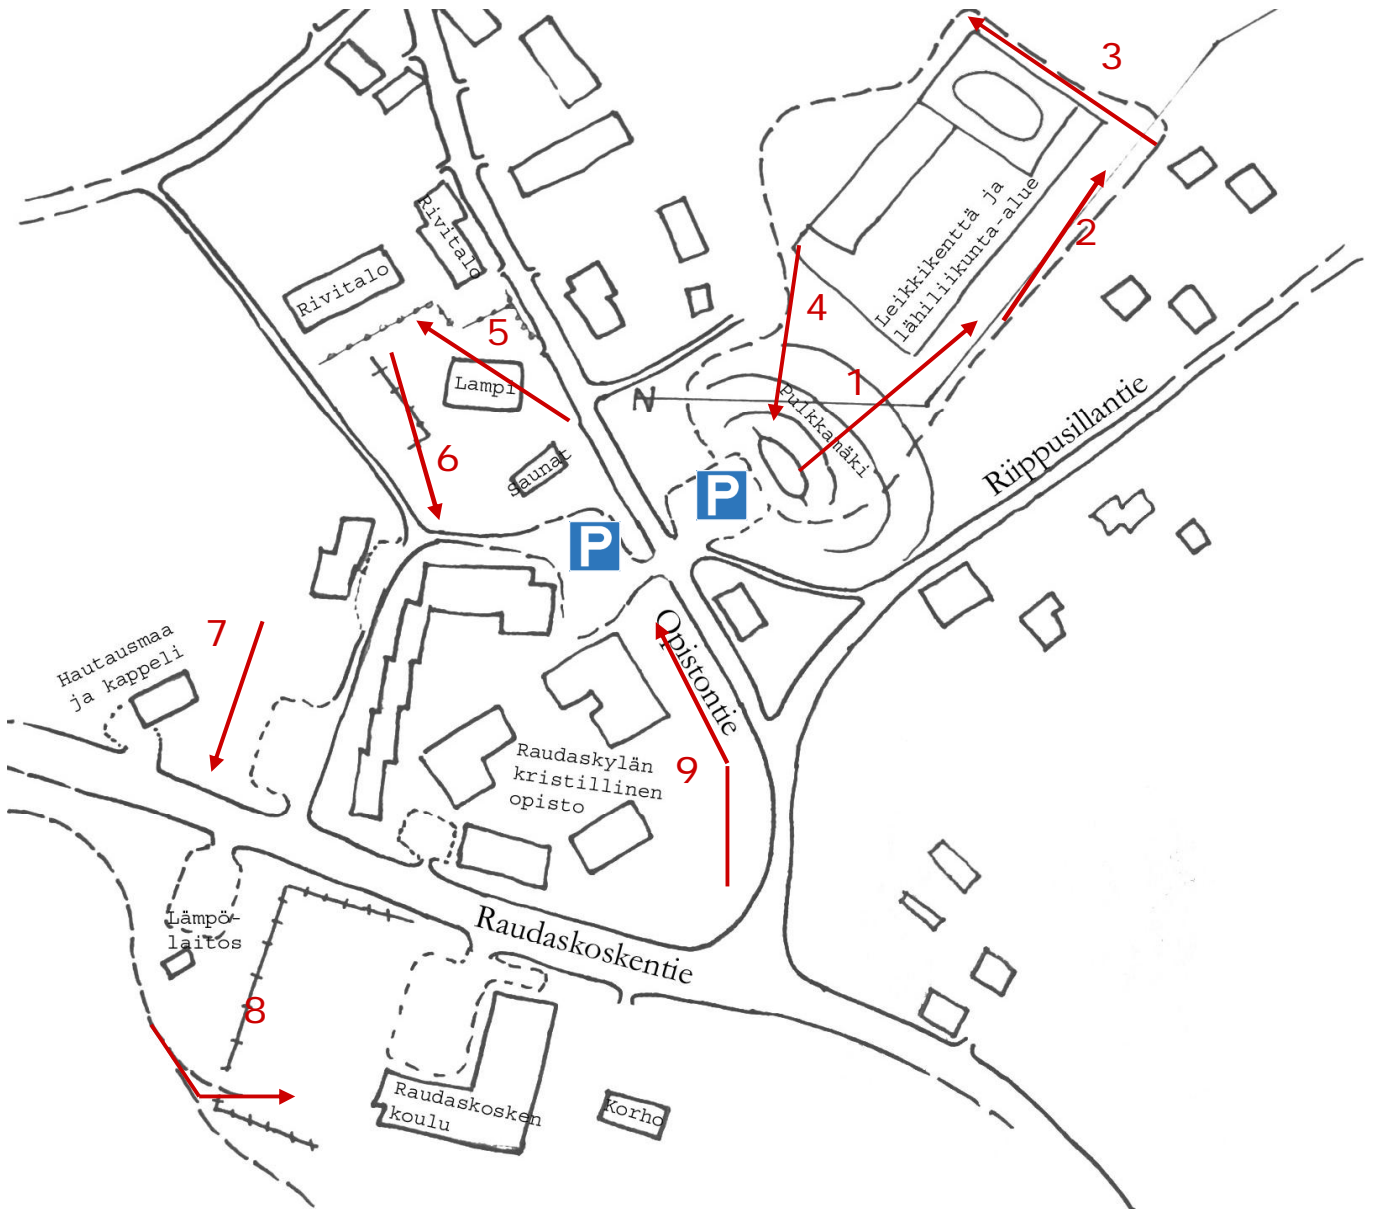 3
Rivitalo
Leikkikenttä ja
lähiliikunta-alue
2
Rivitalo
4
5
Lampi
N
1
Pulkkamäki
Riippusillantie
6
Saunat
P
P
7
Hautausmaa
ja kappeli
Opistontie
Raudaskylän
kristillinen
opisto
9
Lämpö-
laitos
Raudaskoskentie
8
Raudaskosken
koulu
Korho